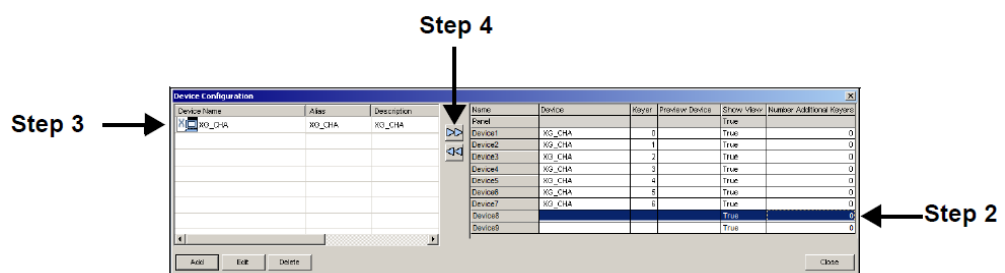 Step 4
Device Configuration
Step 3
Device Name Alias Description
XG_CHA XG_CHA XG_CHA
Name Device Keyer Preview Device Show View Number Additional Keyers
Panel True
Device1 XG_CHA 0 True 0
Device2 XG_CHA 1 True 0
Device3 XG_CHA 2 True 0
Device4 XG_CHA 3 True 0
Device5 XG_CHA 4 True 0
Device6 XG_CHA 5 True 0
Device7 XG_CHA 6 True 0
Device8 True 0
Device9 True 0
Step 2
Add Edit Delete Close